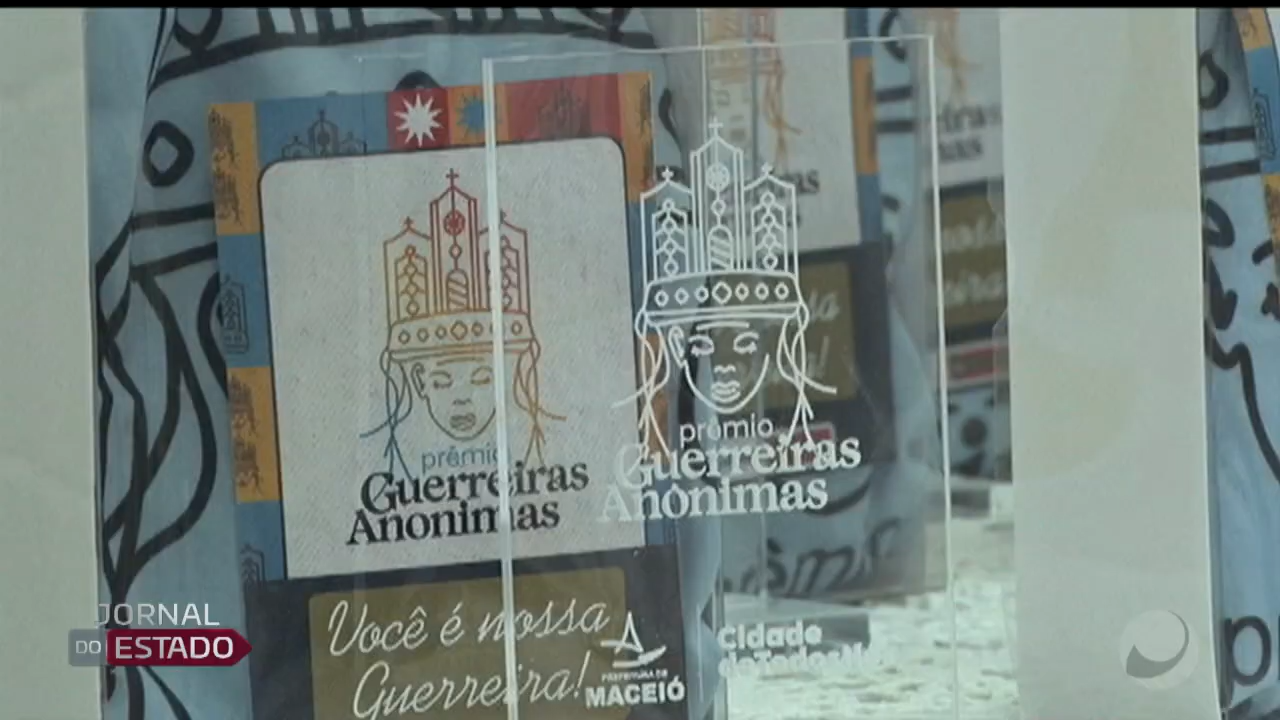 prêmio
Guerreiras
Anônimas
Você é nossa
Guerreira!
prêmio
Guerreiras
Anônimas
PREFEITURA DE
MACEIÓ
Cidade
JORNAL
DO ESTADO